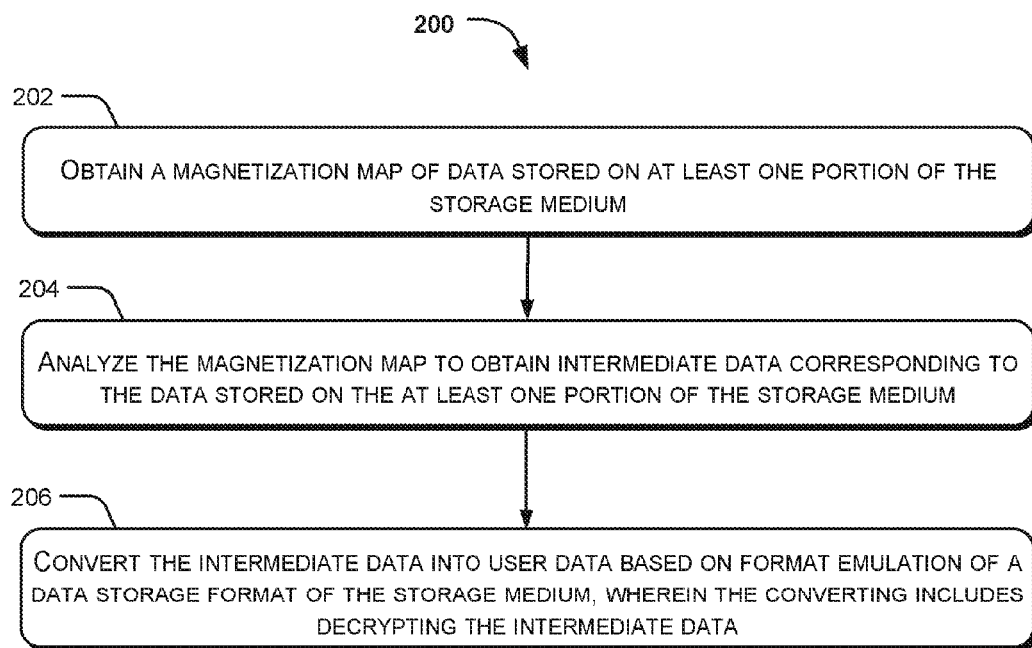 200
202
OBTAIN A MAGNETIZATION MAP OF DATA STORED ON AT LEAST ONE PORTION OF THE
STORAGE MEDIUM
204
ANALYZE THE MAGNETIZATION MAP TO OBTAIN INTERMEDIATE DATA CORRESPONDING TO
THE DATA STORED ON THE AT LEAST ONE PORTION OF THE STORAGE MEDIUM
206
CONVERT THE INTERMEDIATE DATA INTO USER DATA BASED ON FORMAT EMULATION OF A
DATA STORAGE FORMAT OF THE STORAGE MEDIUM, WHEREIN THE CONVERTING INCLUDES
DECRYPTING THE INTERMEDIATE DATA